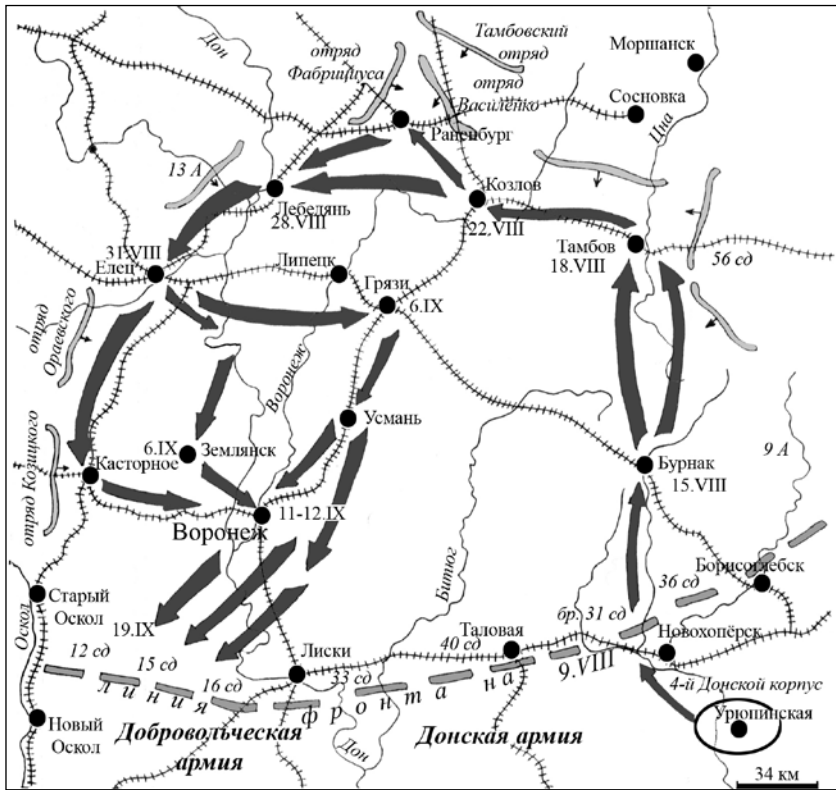 Дон
отряд
Фабрициуса
Тамбовский
отряд
Моршанск
отряд
Василенко
Сосновка
Цна
Раненбург
13 А
Козлов
22.VIII
Лебедянь
28.VIII
Тамбов
18.VIII
56 сд
31.VIII
Елец
Липецк
Грязи
6.IX
отряд
Ораевского
Воронеж
Усмань
9 А
6.IX
Землянск
Касторное
отряд Козицкого
Бурнак
15.VIII
Воронеж
11-12.IX
Битюг
Борисоглебск
36 сд
Старый
Оскол
Оскол
19.IX
бр. 31 сд
Таловая
40 сд
Новохопёрск
12 сд
15 сд
16 сд
Лиски
33 сд
линия фронта на 9.VIII
4-й Донской корпус
Урюпинская
Новый
Оскол
Добровольческая
армия
Дон
Донская армия
34 км